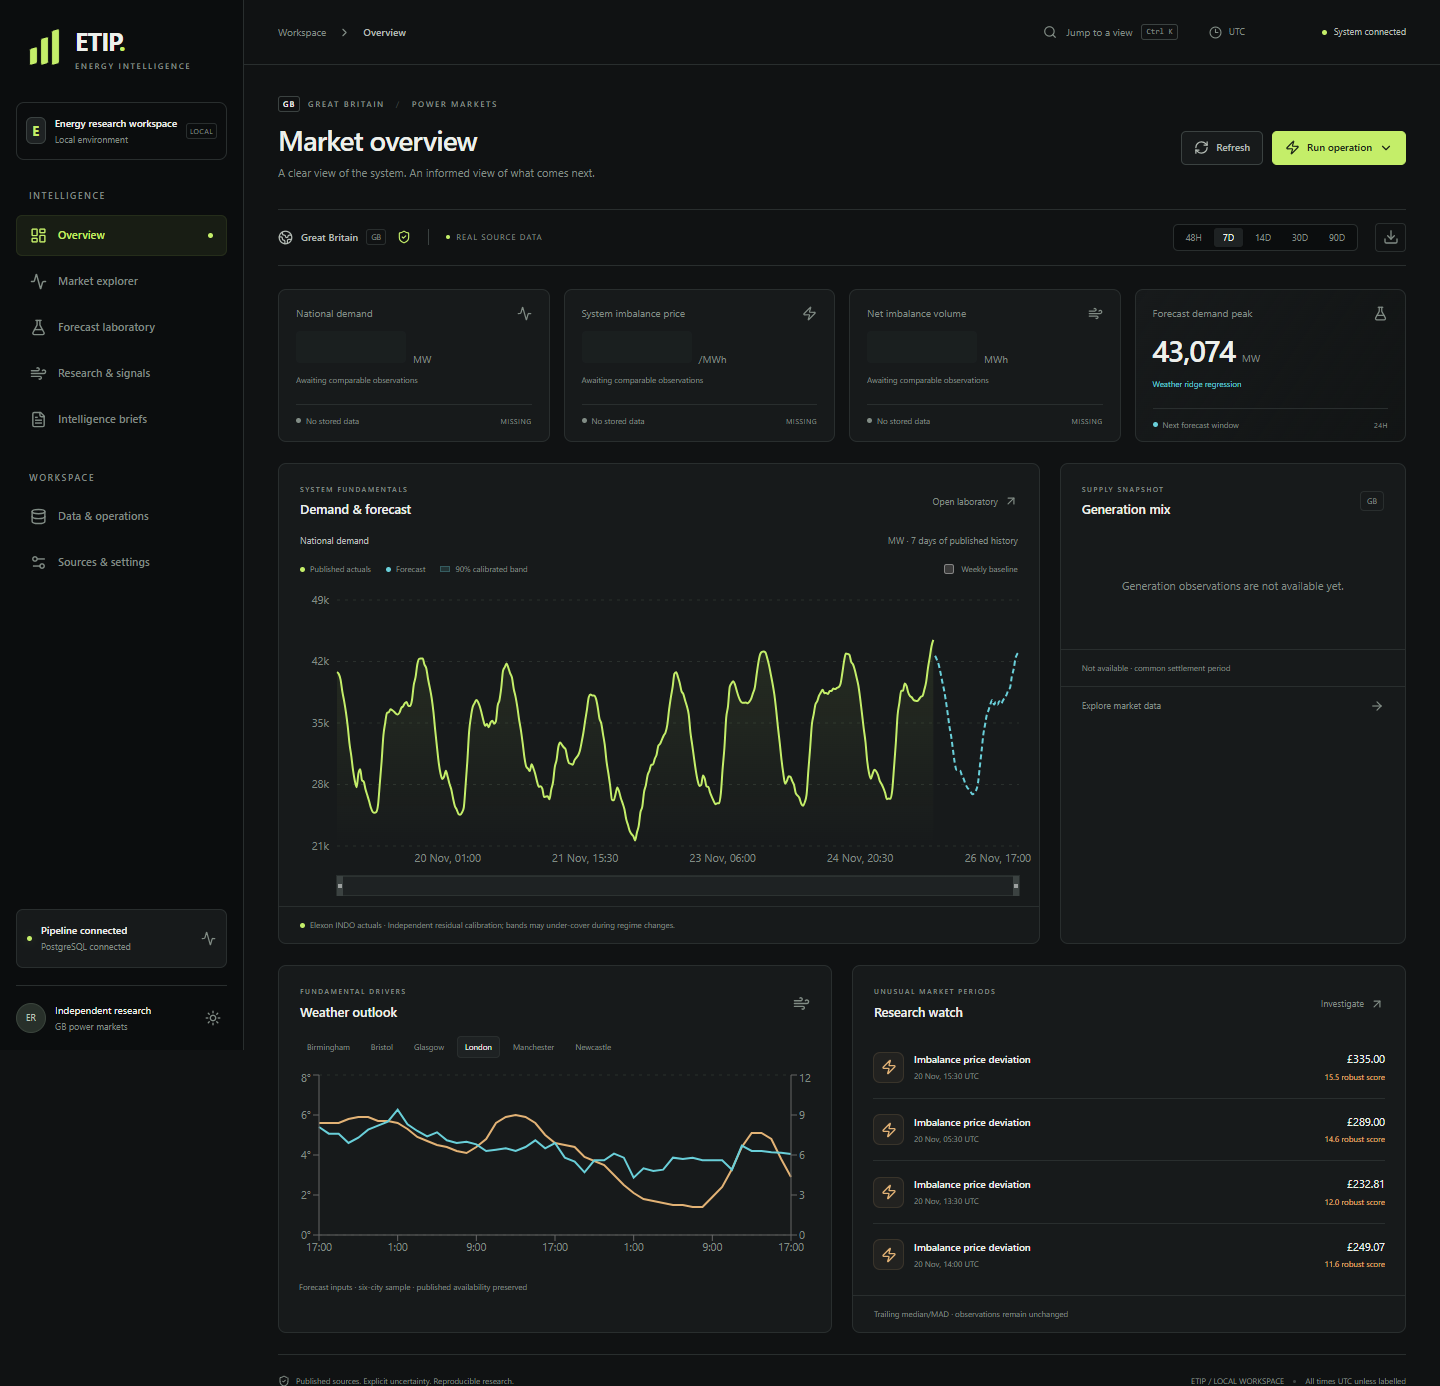 ETIP.
ENERGY INTELLIGENCE
E
Energy research workspace
Local environment
LOCAL
INTELLIGENCE
Overview
Market explorer
Forecast laboratory
Research & signals
Intelligence briefs
WORKSPACE
Data & operations
Sources & settings
Pipeline connected
PostgreSQL connected
ER
Independent research
GB power markets
Workspace > Overview
Jump to a view
Ctrl K
UTC
System connected
GB GREAT BRITAIN / POWER MARKETS
Market overview
A clear view of the system. An informed view of what comes next.
Refresh
Run operation
Great Britain GB
REAL SOURCE DATA
48H 7D 14D 30D 90D
National demand
MW
Awaiting comparable observations
No stored data MISSING
System imbalance price
/MWh
Awaiting comparable observations
No stored data MISSING
Net imbalance volume
MWh
Awaiting comparable observations
No stored data MISSING
Forecast demand peak
43,074 MW
Weather ridge regression
Next forecast window 24H
SYSTEM FUNDAMENTALS
Demand & forecast
Open laboratory
National demand
MW · 7 days of published history
Published actuals Forecast 90% calibrated band
Weekly baseline
49k
42k
35k
28k
21k
20 Nov, 01:00 21 Nov, 15:30 23 Nov, 06:00 24 Nov, 20:30 26 Nov, 17:00
Elexon INDO actuals · Independent residual calibration; bands may under-cover during regime changes.
SUPPLY SNAPSHOT
Generation mix
GB
Generation observations are not available yet.
Not available · common settlement period
Explore market data
FUNDAMENTAL DRIVERS
Weather outlook
Birmingham Bristol Glasgow London Manchester Newcastle
8° 12
6° 9
4° 6
2° 3
0° 0
17:00 1:00 9:00 17:00 1:00 9:00 17:00
Forecast inputs · six-city sample · published availability preserved
UNUSUAL MARKET PERIODS
Research watch
Investigate
Imbalance price deviation £335.00
20 Nov, 15:30 UTC 15.5 robust score
Imbalance price deviation £289.00
20 Nov, 05:30 UTC 14.6 robust score
Imbalance price deviation £232.81
20 Nov, 13:30 UTC 12.0 robust score
Imbalance price deviation £249.07
20 Nov, 14:00 UTC 11.6 robust score
Trailing median/MAD · observations remain unchanged
Published sources. Explicit uncertainty. Reproducible research.
ETIP / LOCAL WORKSPACE • All times UTC unless labelled